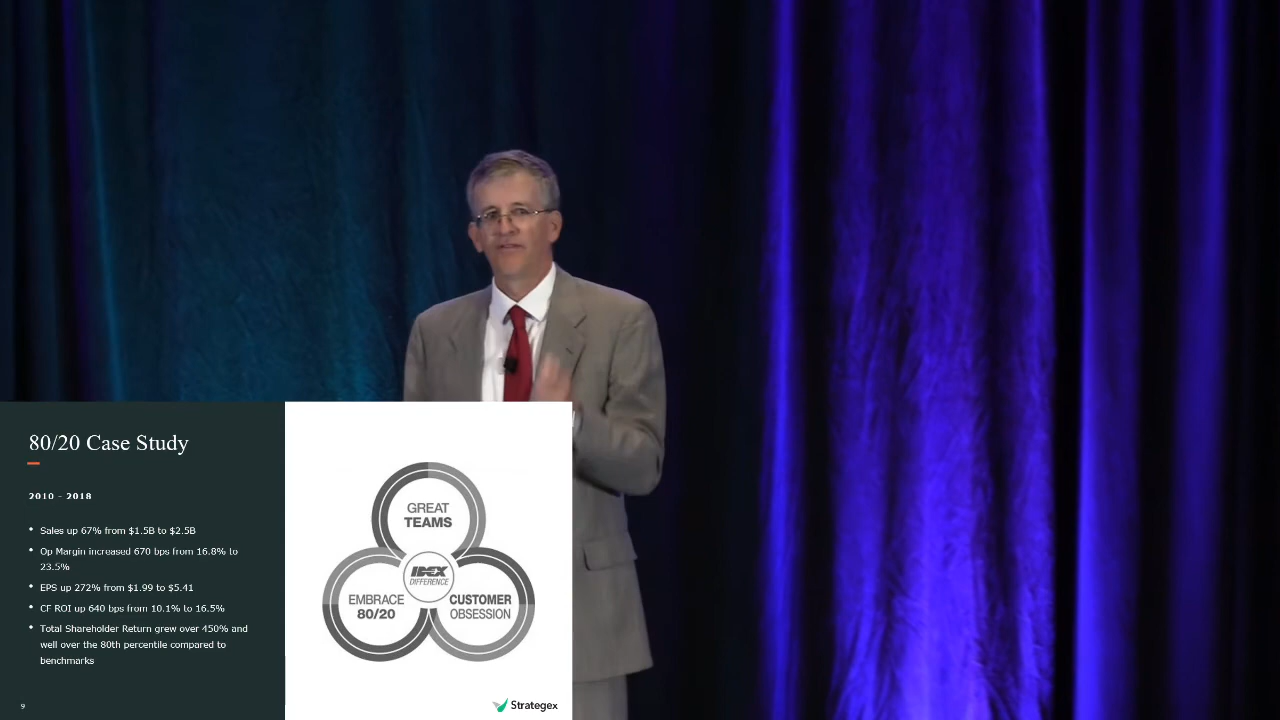 80/20 Case Study
2010 - 2018
• Sales up 67% from $1.5B to $2.5B
• Op Margin increased 670 bps from 16.8% to
23.5%
• EPS up 272% from $1.99 to $5.41
• CF ROI up 640 bps from 10.1% to 16.5%
• Total Shareholder Return grew over 450% and
well over the 80th percentile compared to
benchmarks
9
GREAT
TEAMS
IDEX
DIFFERENCE
EMBRACE
80/20
CUSTOMER
OBSESSION
Strategex